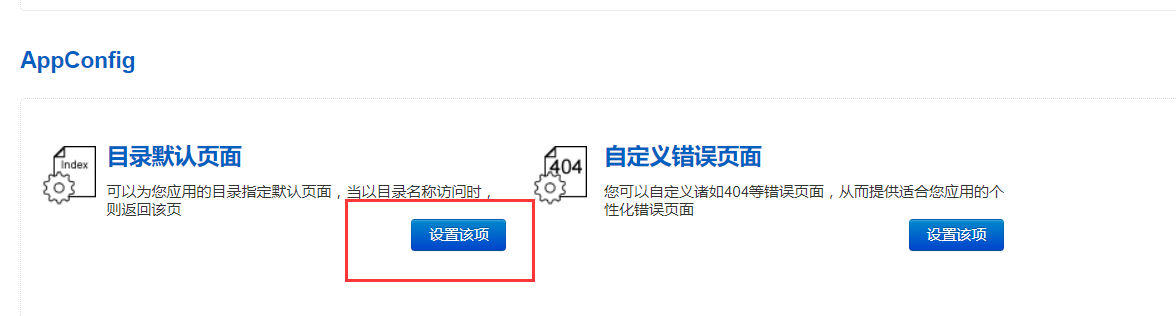 AppConfig
Index
目录默认页面
可以为您应用的目录指定默认页面，当以目录名称访问时，
则返回该页
设置该项
404
自定义错误页面
您可以自定义诸如404等错误页面，从而提供适合您应用的个
性化错误页面
设置该项